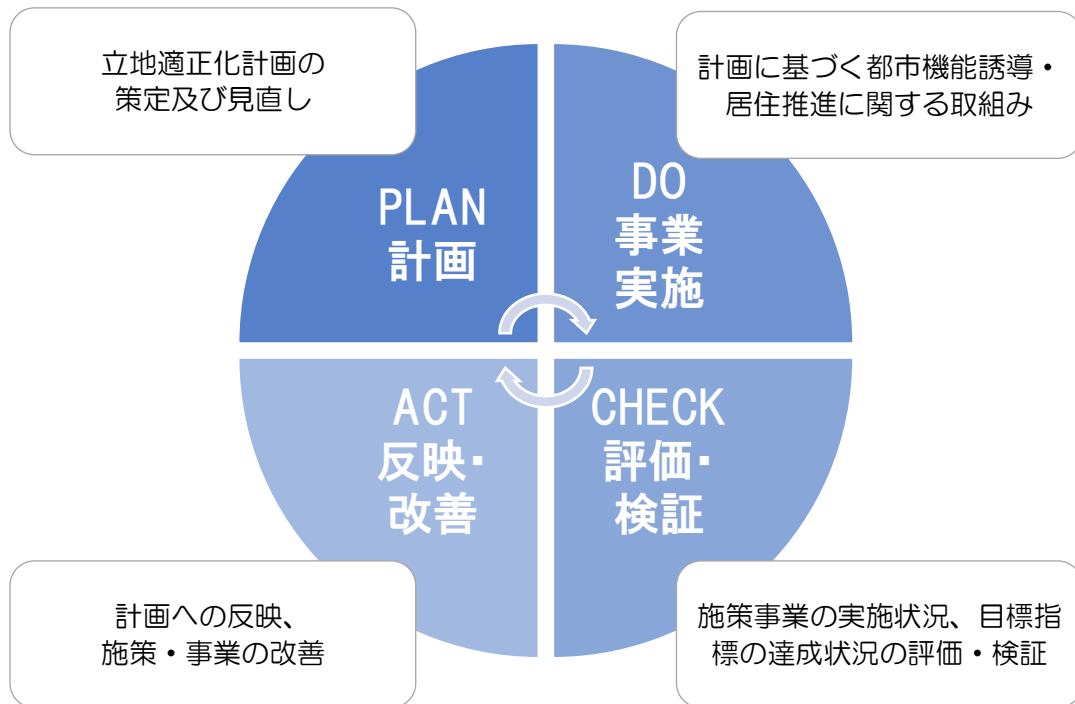 立地適正化計画の
策定及び見直し
計画に基づく都市機能誘導・
居住推進に関する取組み
PLAN
計画
DO
事業
実施
ACT
反映・
改善
CHECK
評価・
検証
計画への反映、
施策・事業の改善
施策事業の実施状況、目標指
標の達成状況の評価・検証